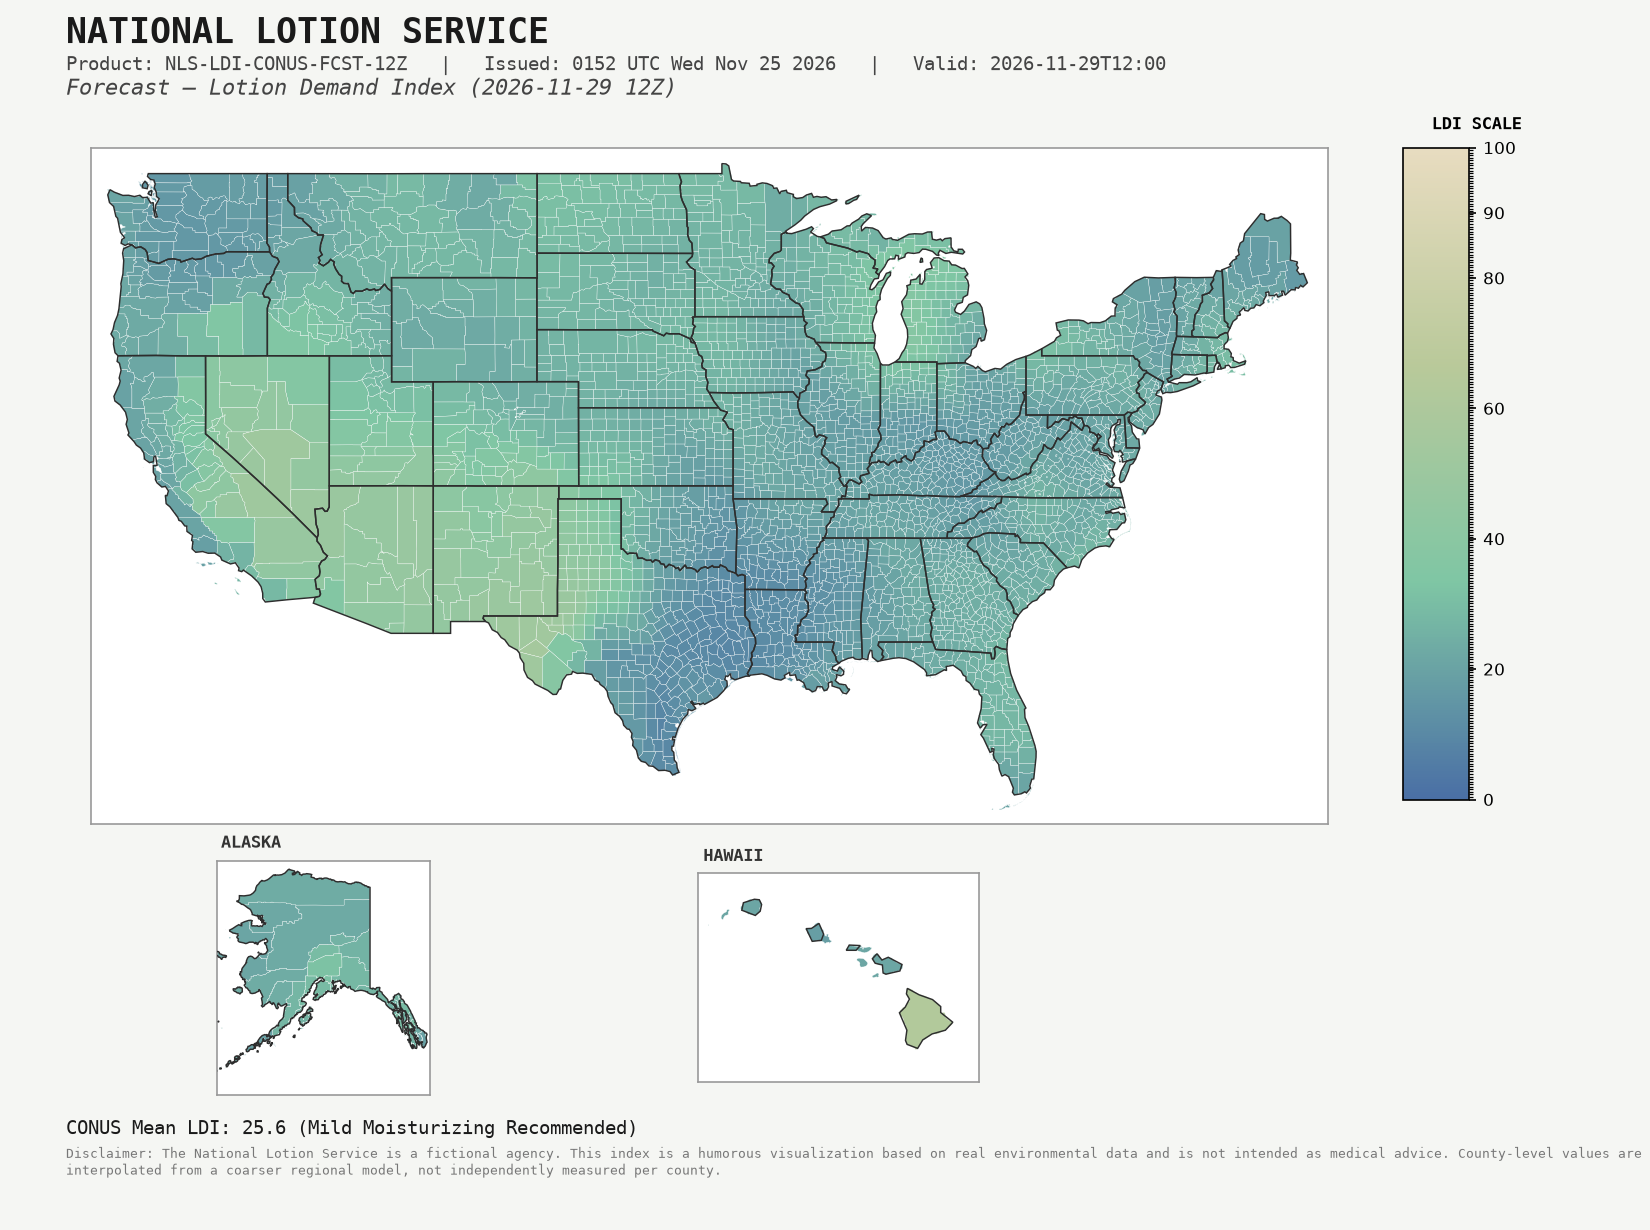 NATIONAL LOTION SERVICE
Product: NLS-LDI-CONUS-FCST-12Z | Issued: 0152 UTC Wed Nov 25 2026 | Valid: 2026-11-29T12:00
Forecast — Lotion Demand Index (2026-11-29 12Z)
LDI SCALE
100
90
80
60
40
20
0
ALASKA
HAWAII
CONUS Mean LDI: 25.6 (Mild Moisturizing Recommended)
Disclaimer: The National Lotion Service is a fictional agency. This index is a humorous visualization based on real environmental data and is not intended as medical advice. County-level values are
interpolated from a coarser regional model, not independently measured per county.